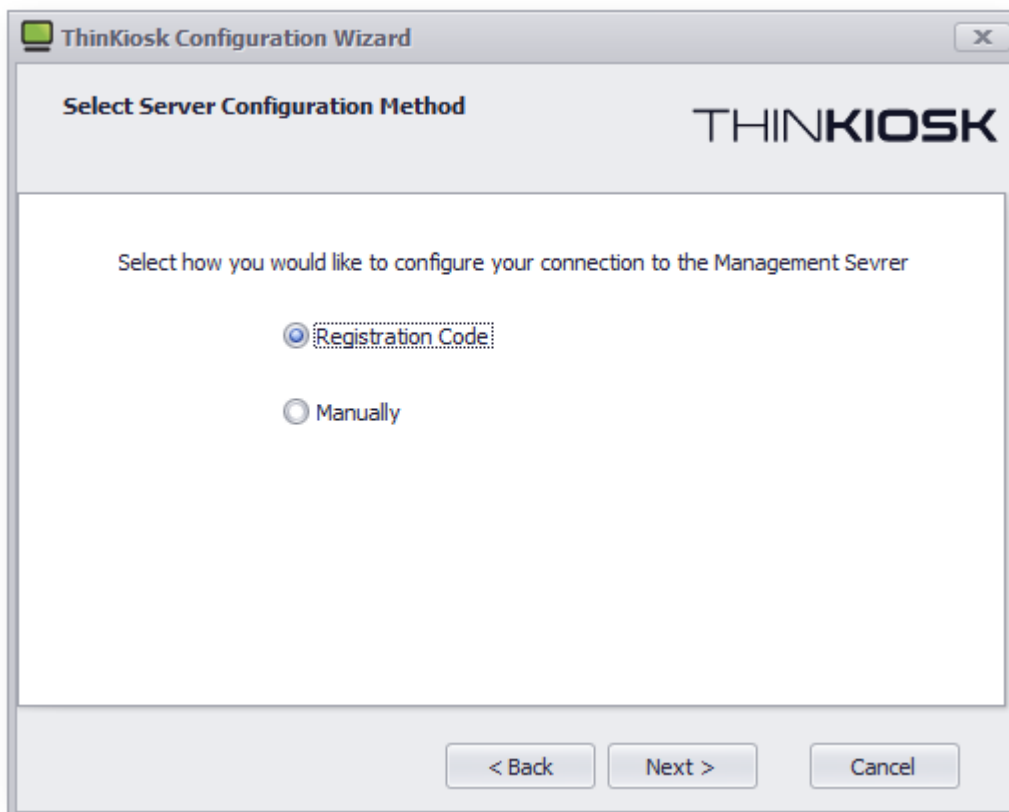 ThinKiosk Configuration Wizard
Select Server Configuration Method
THINKIOSK
Select how you would like to configure your connection to the Management Sevrer
Registration Code
Manually
< Back
Next >
Cancel